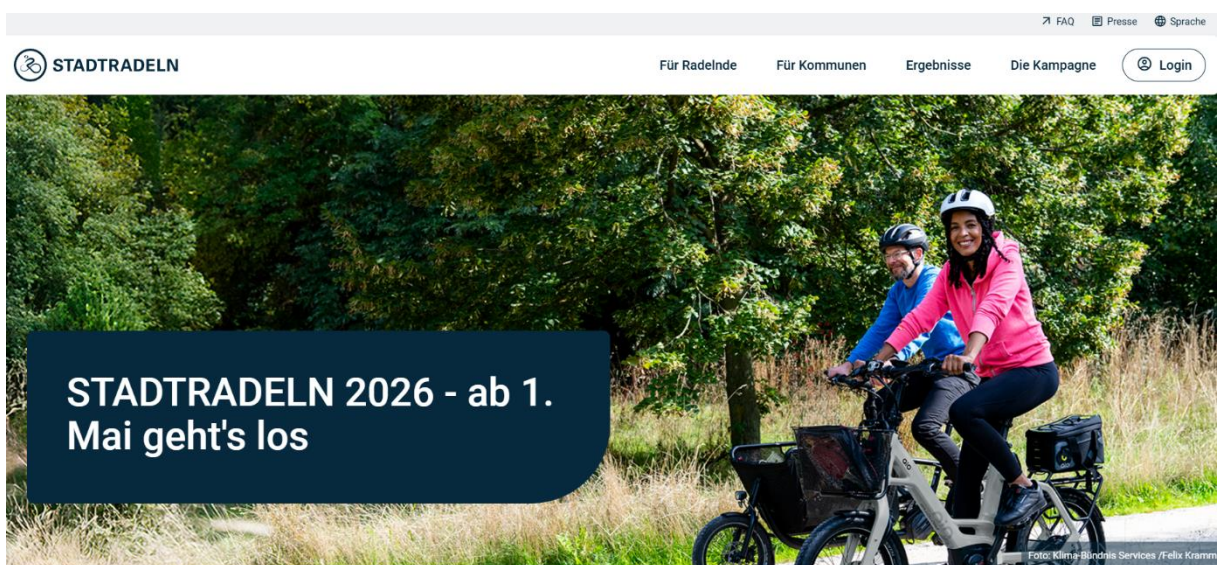 FAQ Presse Sprache
STADTRADELN
Für Radelnde Für Kommunen Ergebnisse Die Kampagne Login
STADTRADELN 2026 - ab 1.
Mai geht's los
Foto: Klima-Bündnis Services /Felix Kramm